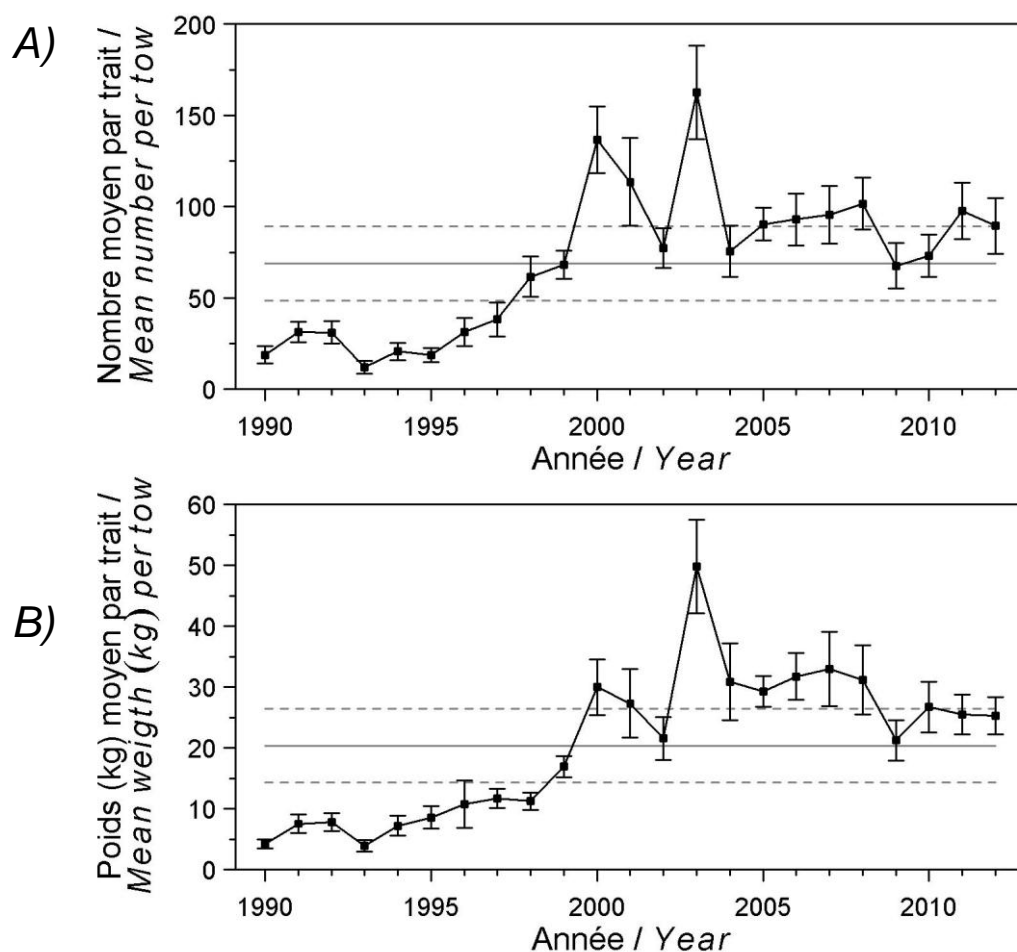 A)
Nombre moyen par trait /
Mean number per tow
200
150
100
50
0
1990 1995 2000 2005 2010
Année / Year
B)
Poids (kg) moyen par trait /
Mean weigth (kg) per tow
60
50
40
30
20
10
0
1990 1995 2000 2005 2010
Année / Year